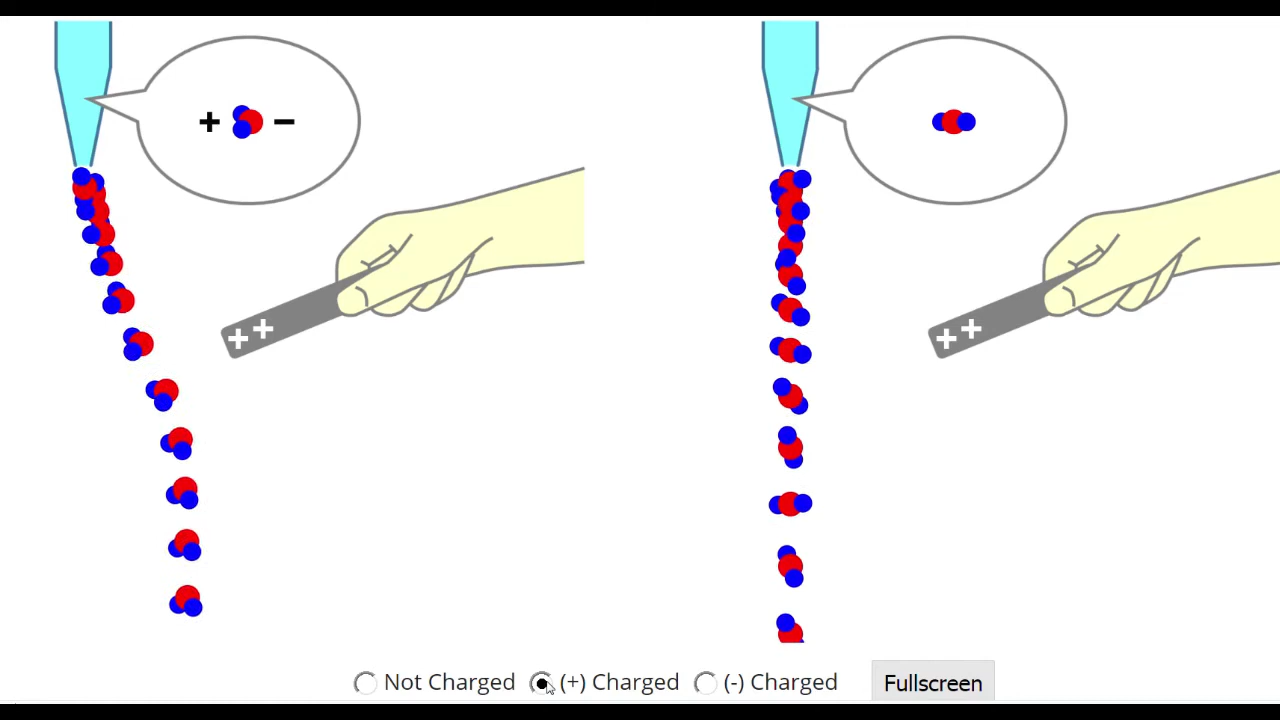 + −
+ +
+ +
Not Charged (+) Charged (-) Charged Fullscreen